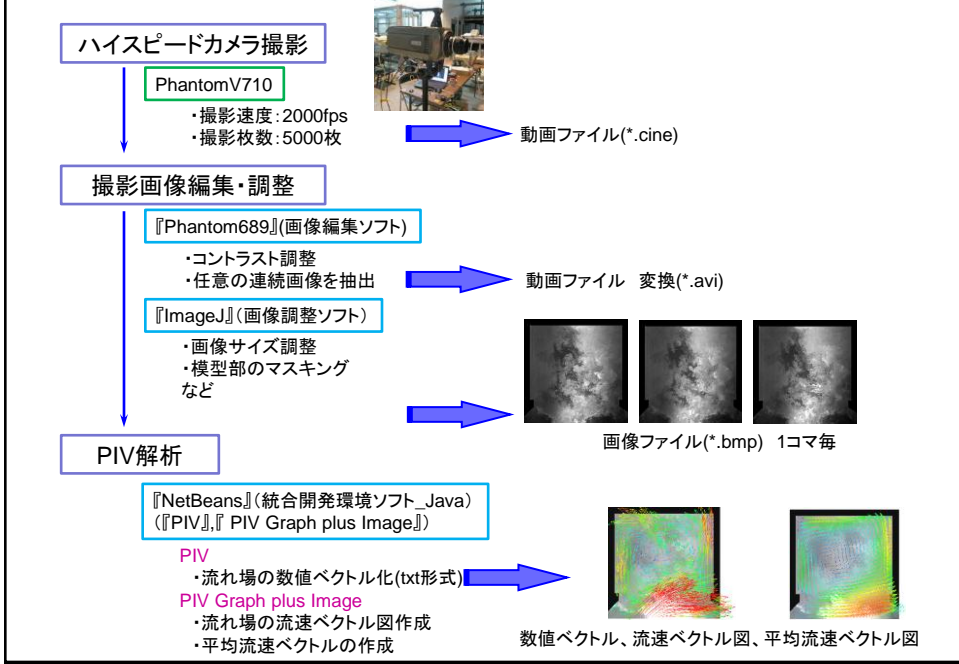 ハイスピードカメラ撮影
PhantomV710
・撮影速度：2000fps
・撮影枚数：5000枚
動画ファイル(*.cine)
撮影画像編集・調整
『Phantom689』(画像編集ソフト)
・コントラスト調整
・任意の連続画像を抽出
動画ファイル　変換(*.avi)
『ImageJ』（画像調整ソフト）
・画像サイズ調整
・模型部のマスキング
など
画像ファイル(*.bmp)　1コマ毎
PIV解析
『NetBeans』（統合開発環境ソフト_Java）
（『PIV』,『 PIV Graph plus Image』）
PIV
・流れ場の数値ベクトル化(txt形式)
PIV Graph plus Image
・流れ場の流速ベクトル図作成
・平均流速ベクトルの作成
数値ベクトル、流速ベクトル図、平均流速ベクトル図